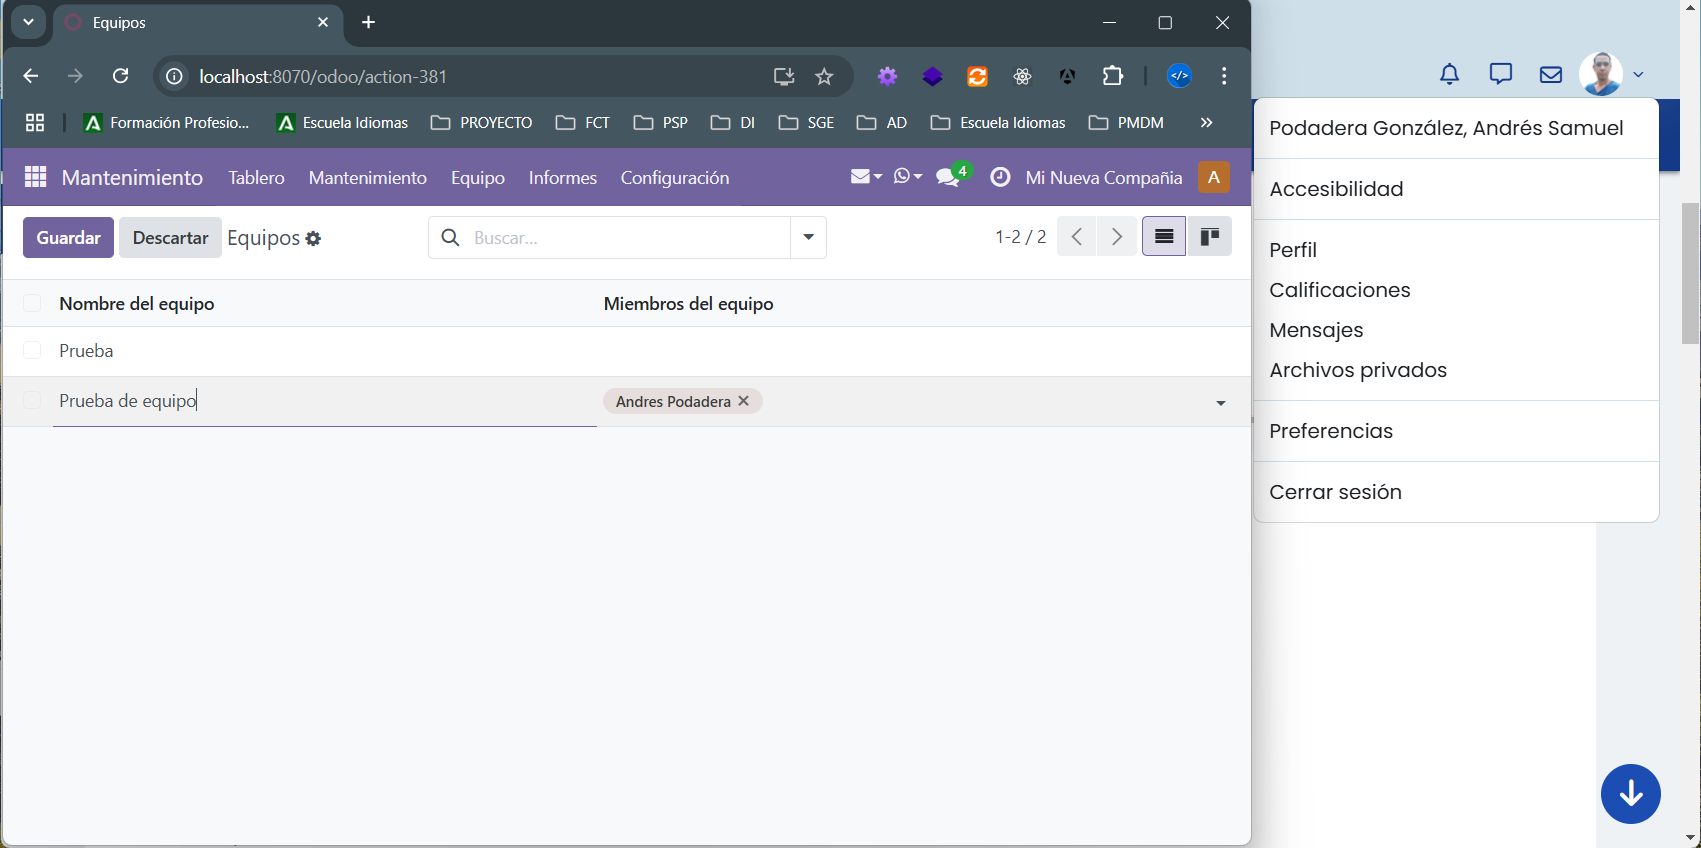 Equipos
localhost:8070/odoo/action-381
Formación Profesio... Escuela Idiomas PROYECTO FCT PSP DI SGE AD Escuela Idiomas PMDM
Mantenimiento Tablero Mantenimiento Equipo Informes Configuración 4 Mi Nueva Compañia A
Guardar Descartar Equipos Buscar... 1-2 / 2
Nombre del equipo Miembros del equipo
Prueba
Prueba de equipo Andres Podadera
Podadera González, Andrés Samuel
Accesibilidad
Perfil
Calificaciones
Mensajes
Archivos privados
Preferencias
Cerrar sesión